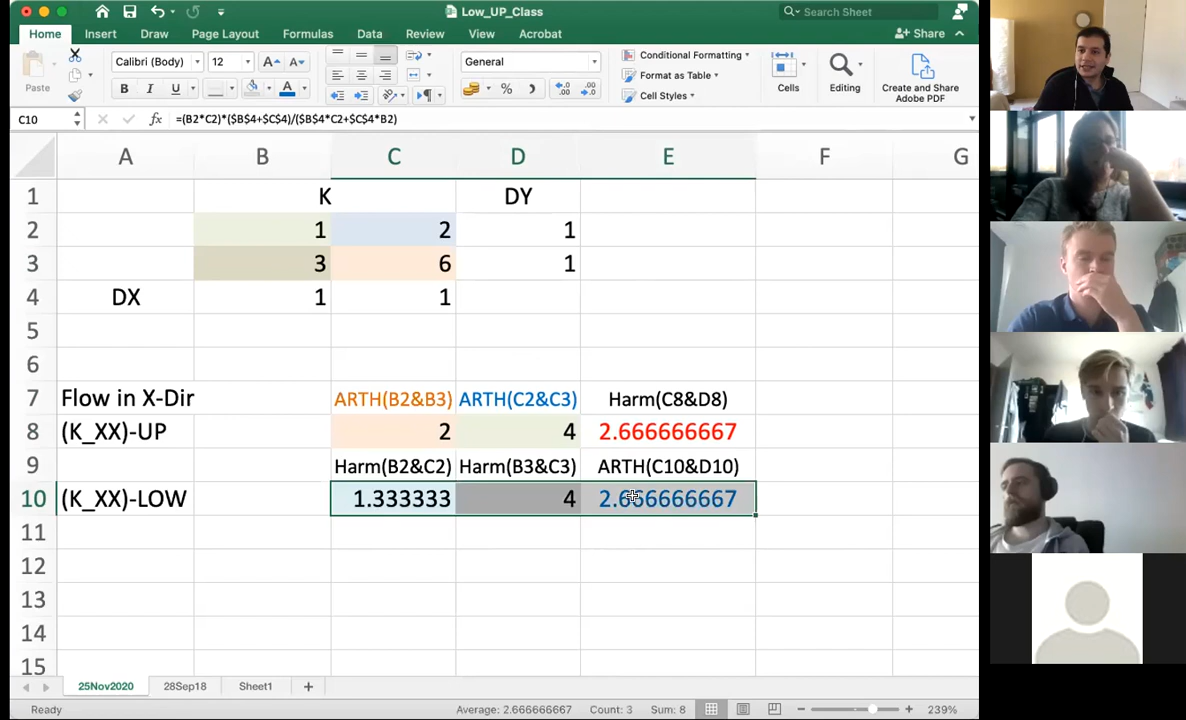 Low_UP_Class
Search Sheet
Home Insert Draw Page Layout Formulas Data Review View Acrobat Share
Paste
Calibri (Body) 12 A A
B I U A
General
%
Conditional Formatting
Format as Table
Cell Styles
Cells
Editing
Create and Share
Adobe PDF
C10 fx =(B2*C2)*($B$4+$C$4)/($B$4*C2+$C$4*B2)
A B C D E F G
1 K DY
2 1 2 1
3 3 6 1
4 DX 1 1
5
6
7 Flow in X-Dir ARTH(B2&B3) ARTH(C2&C3) Harm(C8&D8)
8 (K_XX)-UP 2 4 2.666666667
9 Harm(B2&C2) Harm(B3&C3) ARTH(C10&D10)
10 (K_XX)-LOW 1.333333 4 2.666666667
11
12
13
14
15
25Nov2020 28Sep18 Sheet1 +
Ready Average: 2.666666667 Count: 3 Sum: 8 239%